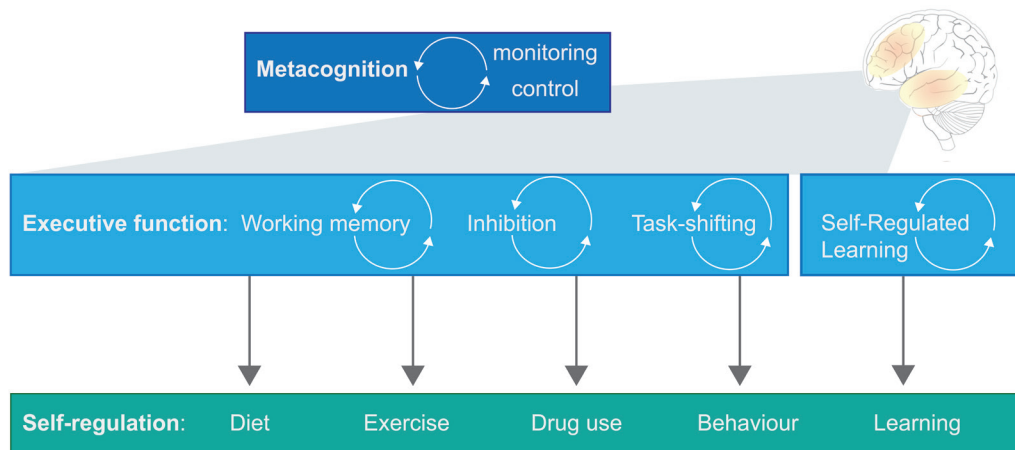 Metacognition monitoring
control
Executive function: Working memory Inhibition Task-shifting Self-Regulated
Learning
Self-regulation: Diet Exercise Drug use Behaviour Learning